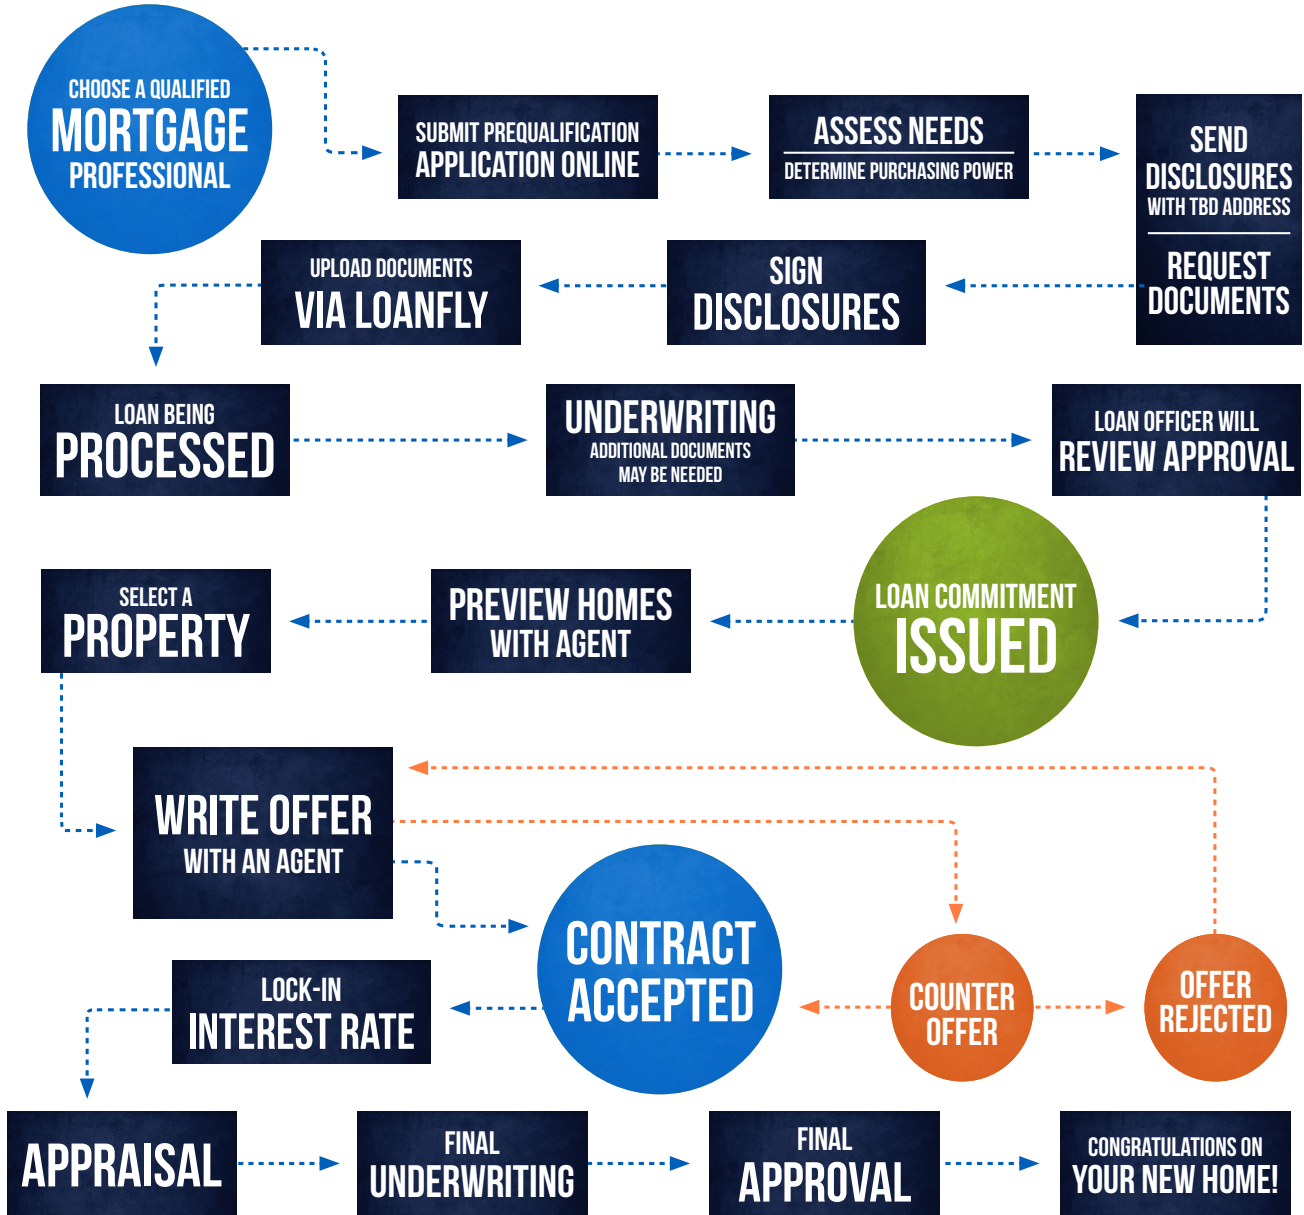 CHOOSE A QUALIFIED
MORTGAGE
PROFESSIONAL
SUBMIT PREQUALIFICATION
APPLICATION ONLINE
ASSESS NEEDS
DETERMINE PURCHASING POWER
SEND
DISCLOSURES
WITH TBD ADDRESS
REQUEST
DOCUMENTS
SIGN
DISCLOSURES
UPLOAD DOCUMENTS
VIA LOANFLY
LOAN BEING
PROCESSED
UNDERWRITING
ADDITIONAL DOCUMENTS
MAY BE NEEDED
LOAN OFFICER WILL
REVIEW APPROVAL
LOAN COMMITMENT
ISSUED
PREVIEW HOMES
WITH AGENT
SELECT A
PROPERTY
WRITE OFFER
WITH AN AGENT
CONTRACT
ACCEPTED
COUNTER
OFFER
OFFER
REJECTED
LOCK-IN
INTEREST RATE
APPRAISAL
FINAL
UNDERWRITING
FINAL
APPROVAL
CONGRATULATIONS ON
YOUR NEW HOME!